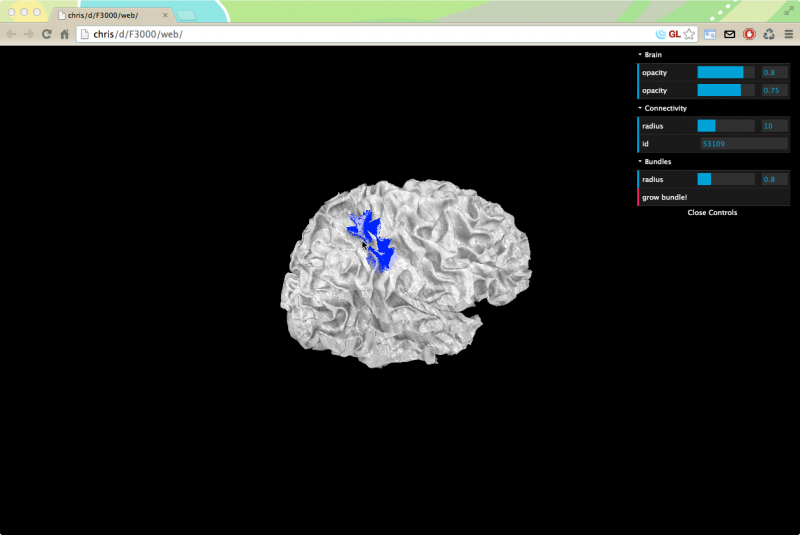 chris/d/F3000/web/
chris/d/F3000/web/
GL
Brain
opacity 0.8
opacity 0.75
Connectivity
radius 10
id 53109
Bundles
radius 0.8
grow bundle!
Close Controls